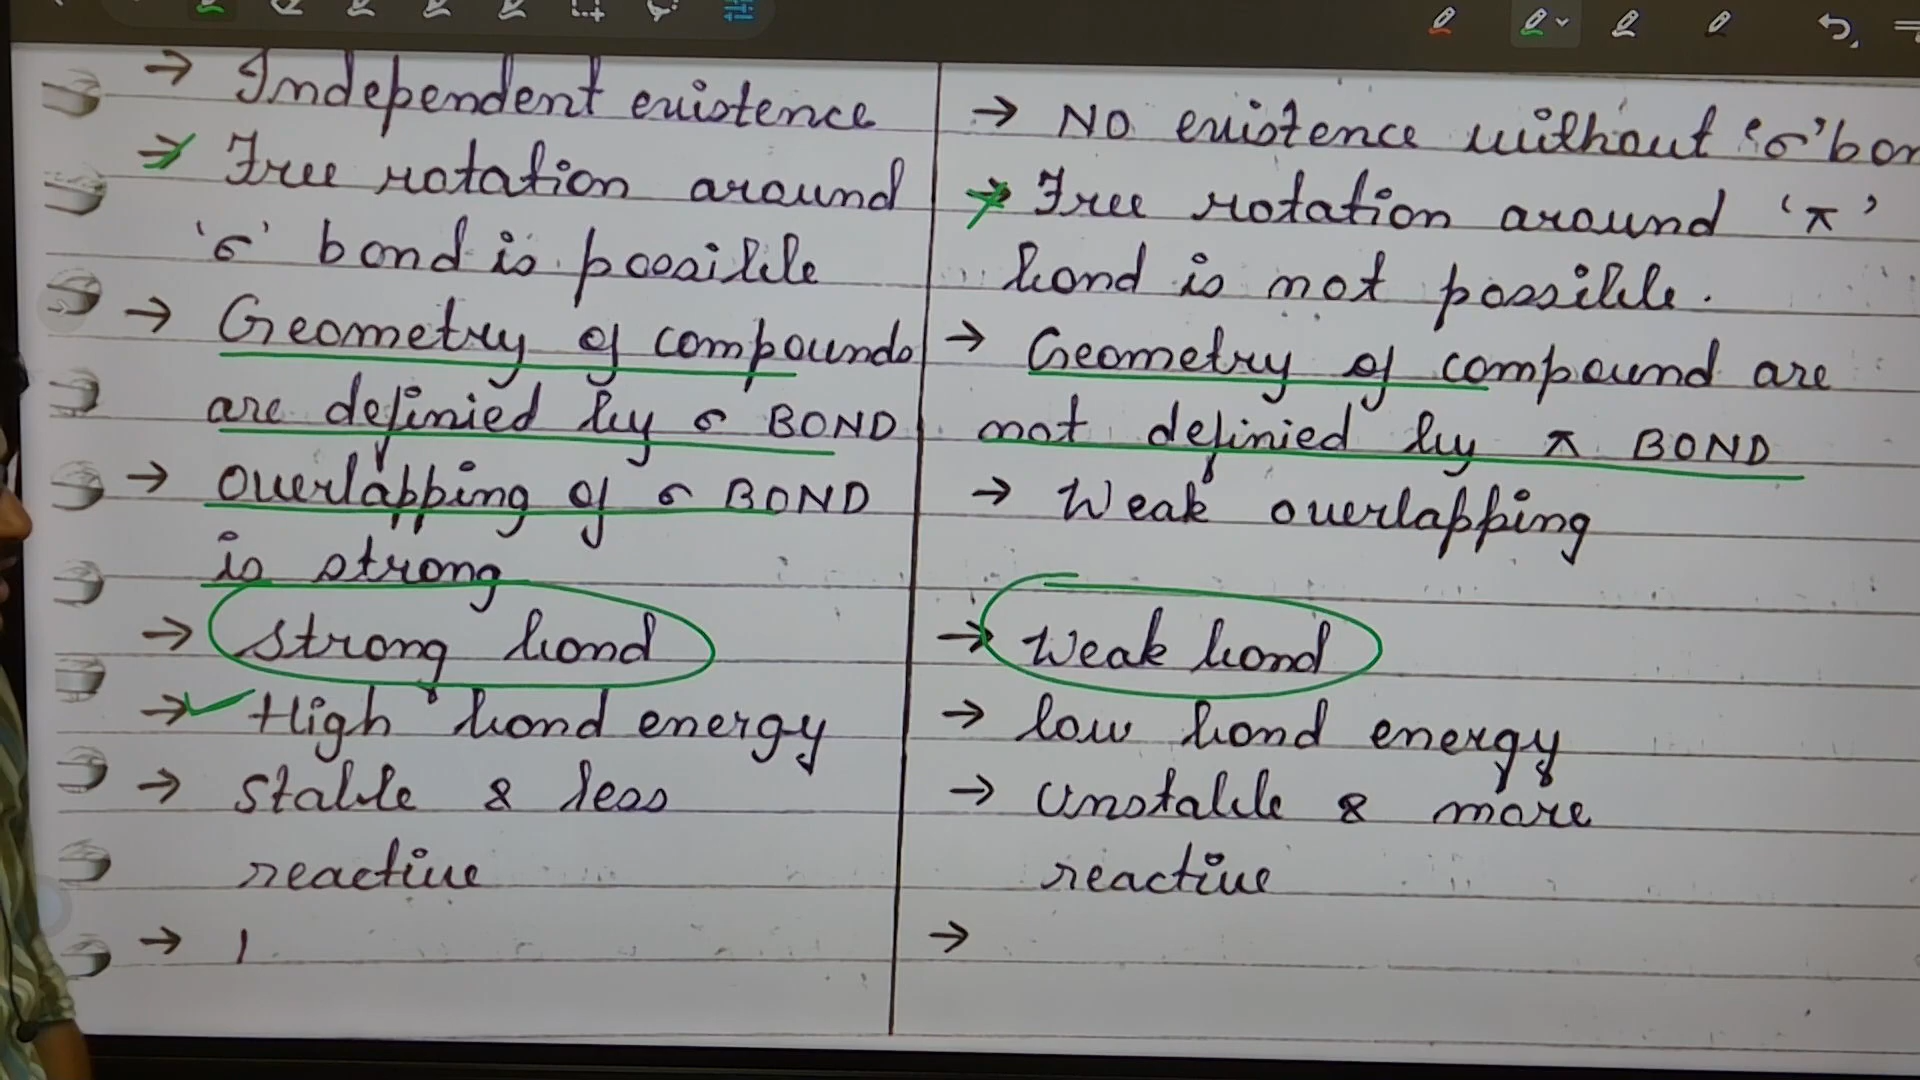 → Independent existence
→ Free rotation around
'σ' bond is possible
→ Geometry of compounds
are definied by σ BOND
→ Overlapping of σ BOND
is strong
→ Strong bond
→ High bond energy
→ Stable & less
reactive
→
→ NO existence without 'σ' bon
→ Free rotation around 'π'
bond is not possible.
→ Geometry of compound are
not definied by π BOND
→ Weak overlapping
→ Weak bond
→ low bond energy
→ Unstable & more
reactive
→